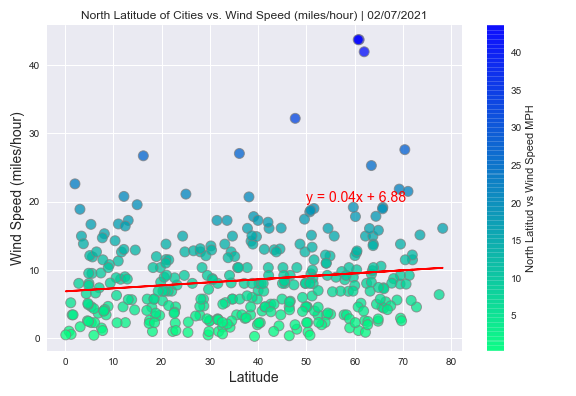 North Latitude of Cities vs. Wind Speed (miles/hour) | 02/07/2021
Wind Speed (miles/hour)
40
30
20
10
0
y = 0.04x + 6.88
0 10 20 30 40 50 60 70 80
Latitude
40
35
30
25
20
15
10
5
North Latitud vs Wind Speed MPH